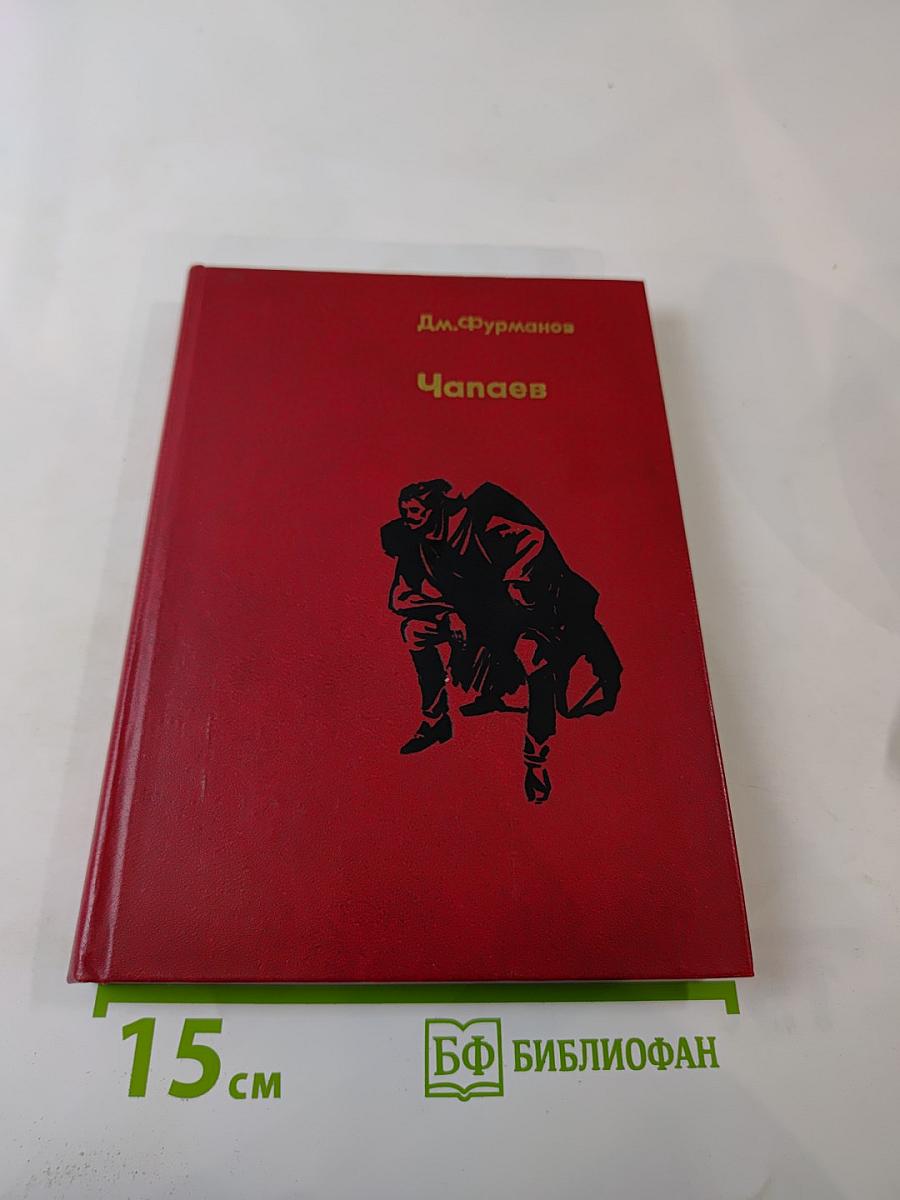 Дм.Фурманов
Чапаев
15 см
БФ БИБЛИОФАН